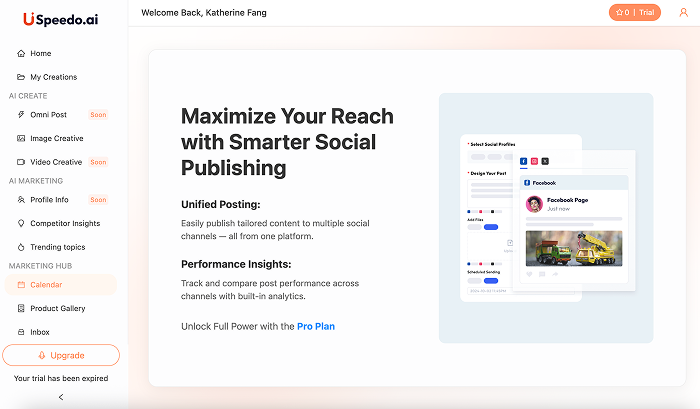 USpeedo.ai
Welcome Back, Katherine Fang
0 | Trial
Home
My Creations
AI CREATE
Omni Post Soon
Image Creative
Video Creative Soon
AI MARKETING
Profile Info Soon
Competitor Insights
Trending topics
MARKETING HUB
Calendar
Product Gallery
Inbox
Upgrade
Your trial has been expired
Maximize Your Reach
with Smarter Social
Publishing
Unified Posting:
Easily publish tailored content to multiple social
channels — all from one platform.
Performance Insights:
Track and compare post performance across
channels with built-in analytics.
Unlock Full Power with the Pro Plan
* Select Social Profiles
* Design Your Post
Add Files
Scheduled Sending
Facebook
Facebook Page
Just now